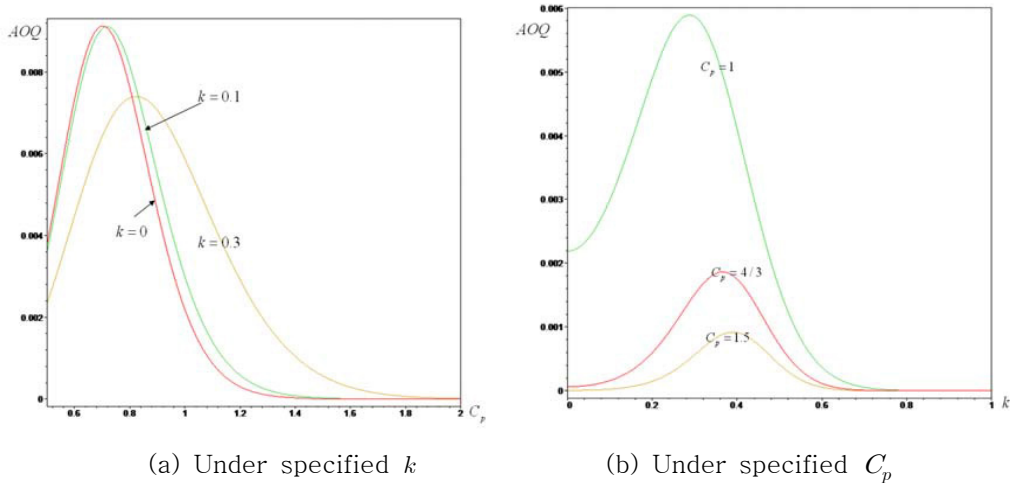 AOQ
0.008
0.006
0.004
0.002
0
0.6
0.8
1
1.2
1.4
1.6
1.8
2
C_p
k = 0.1
k = 0
k = 0.3
(a) Under specified k
0.006
AOQ
0.005
0.004
0.003
0.002
0.001
0
0
0.2
0.4
0.6
0.8
1
k
C_p = 1
C_p = 4/3
C_p = 1.5
(b) Under specified C_p